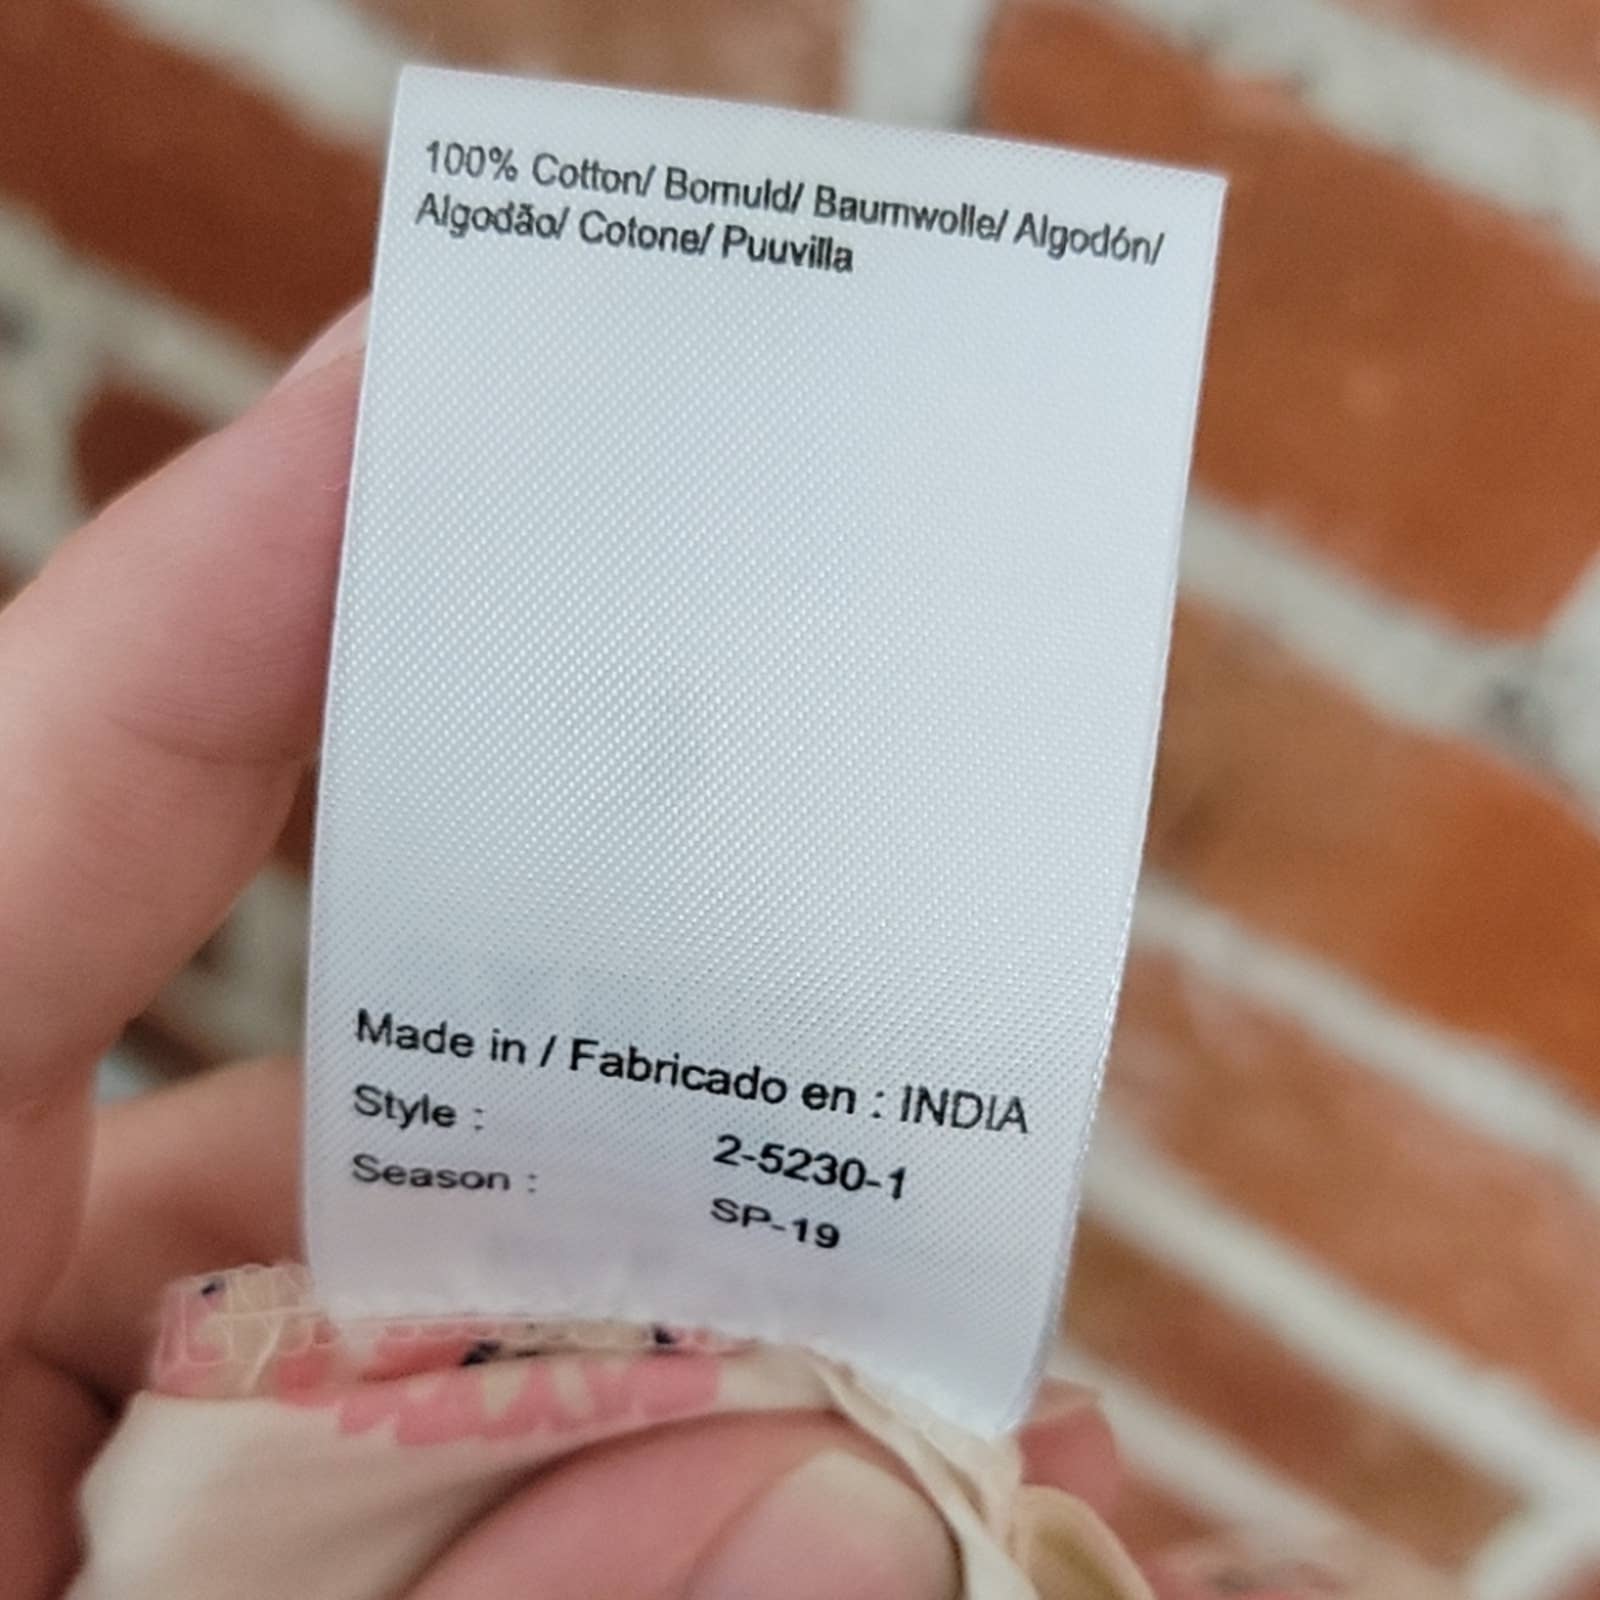 100% Cotton/ Bomuld/ Baumwolle/ Algodón/
Algodão/ Cotone/ Puuvilla
Made in / Fabricado en : INDIA
Style : 2-5230-1
Season : SP-19